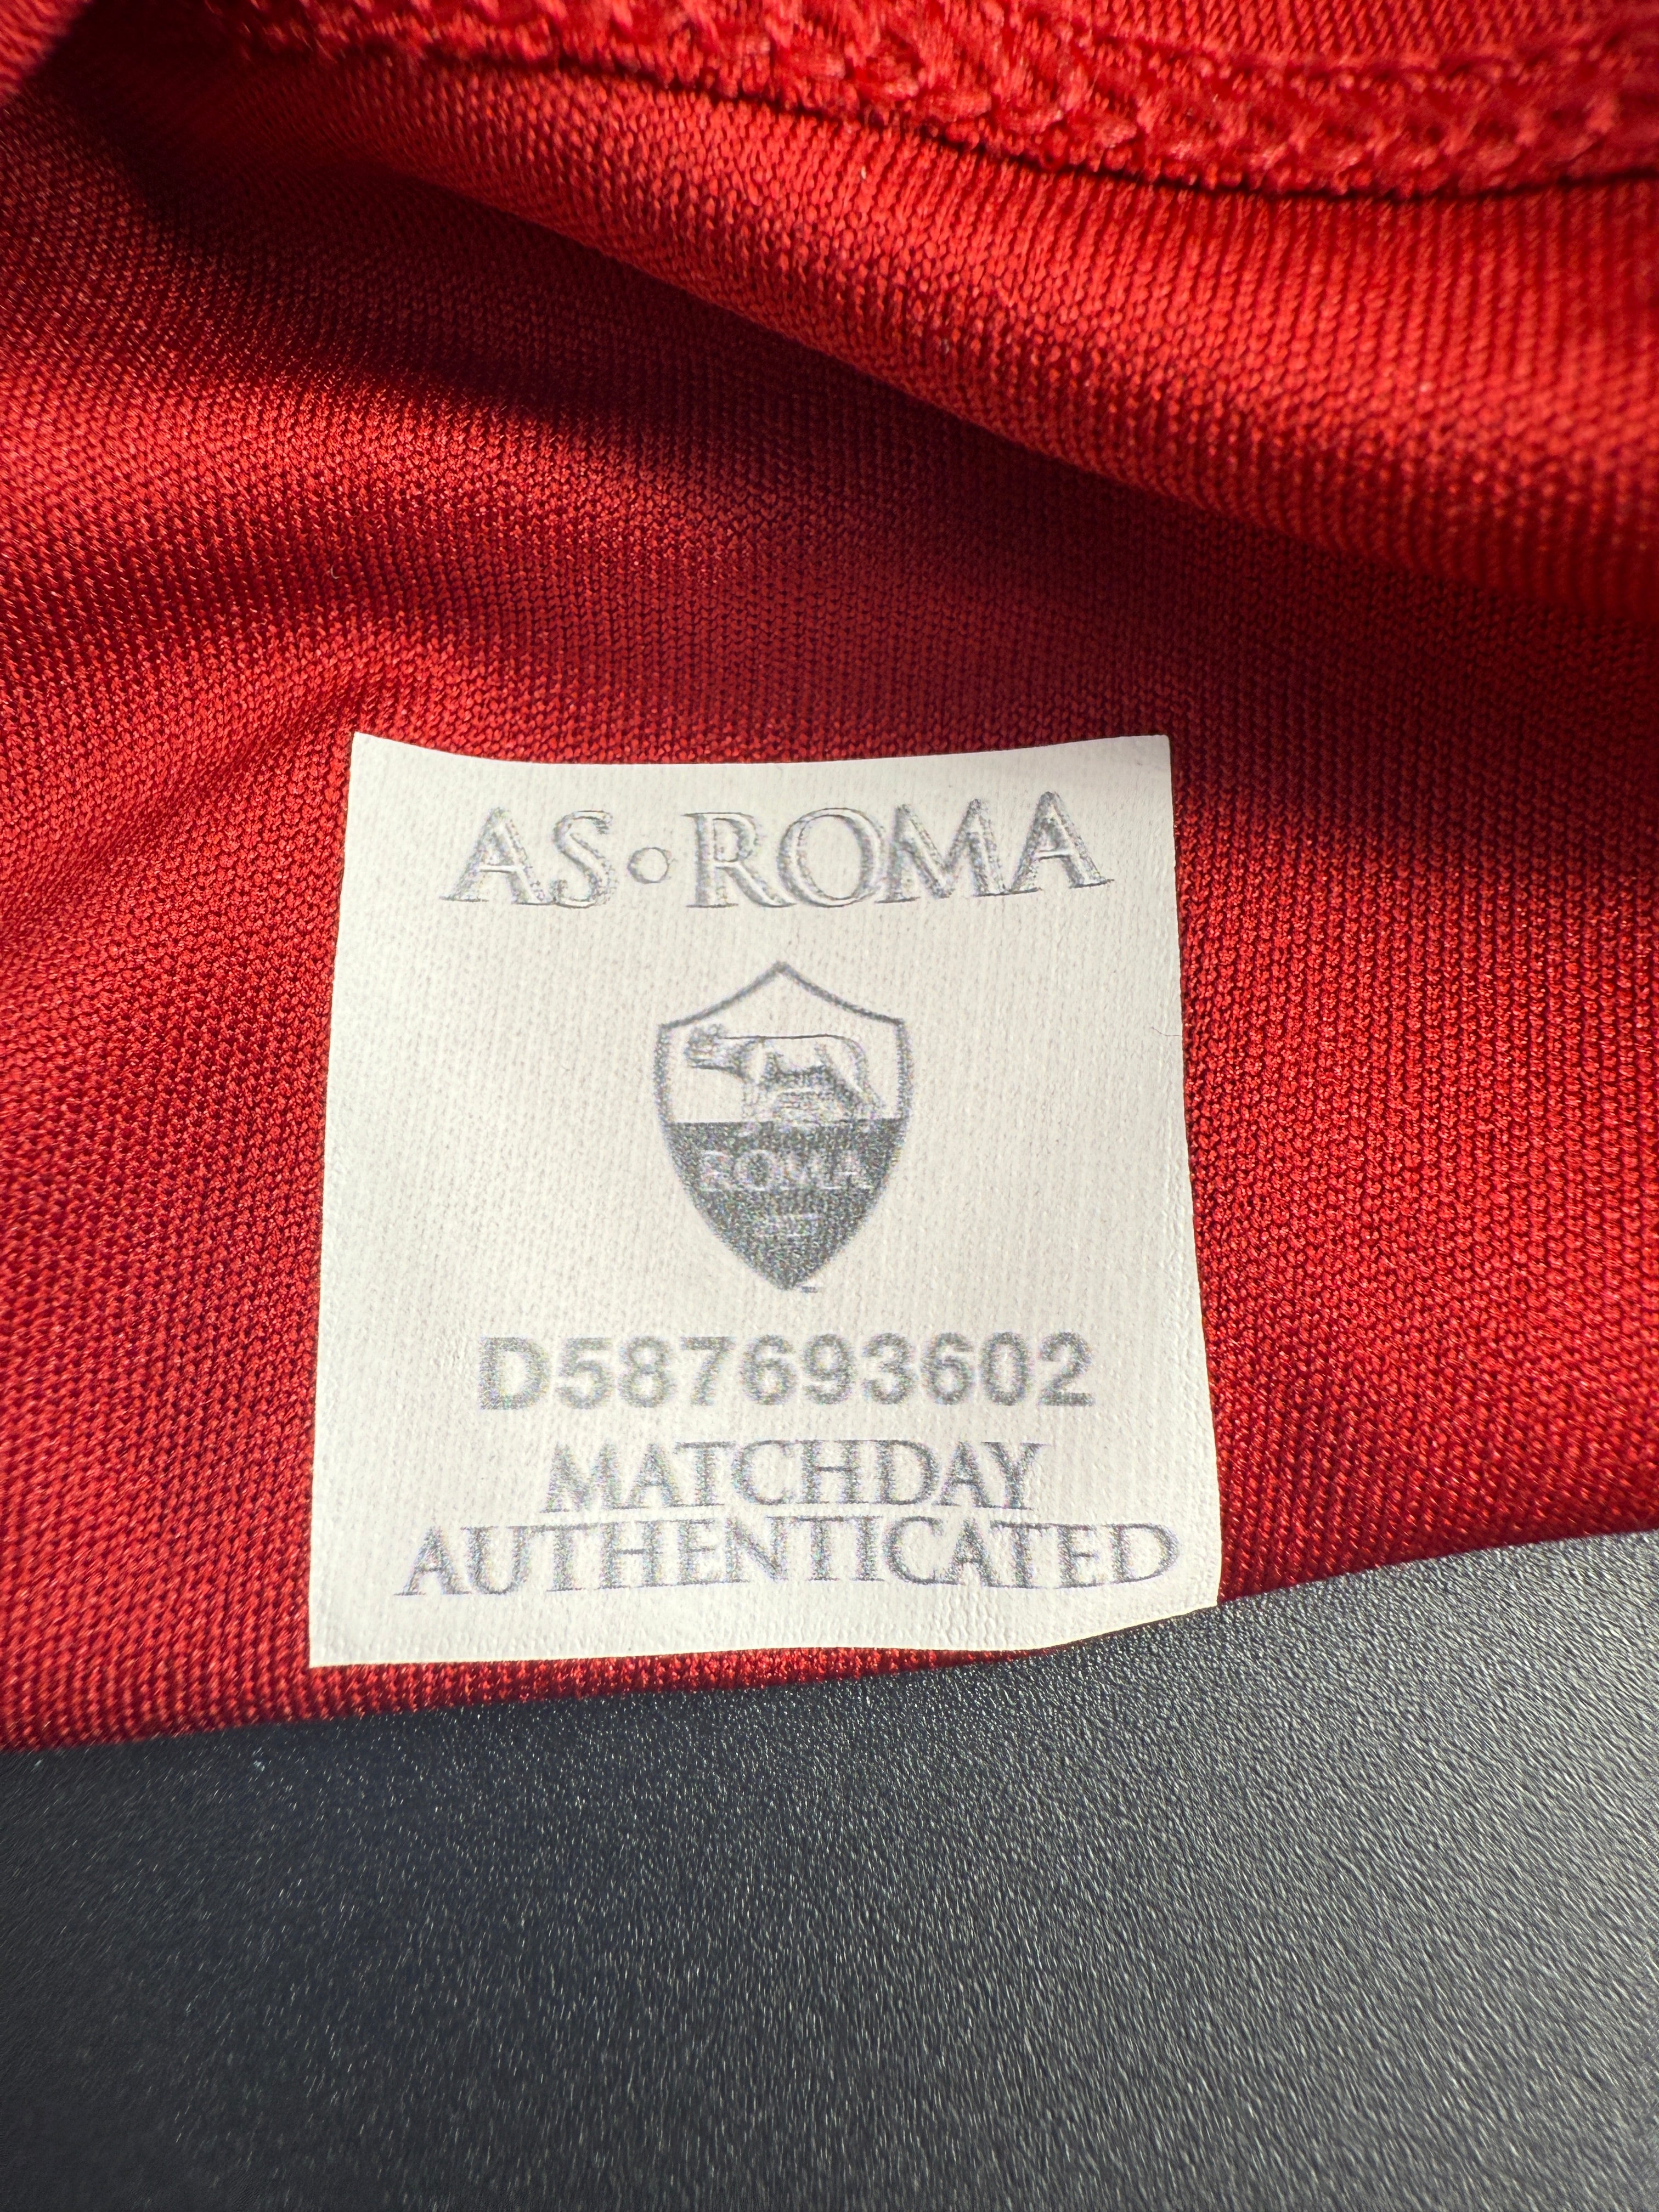 AS·ROMA
ROMA
D587693602
MATCHDAY
AUTHENTICATED